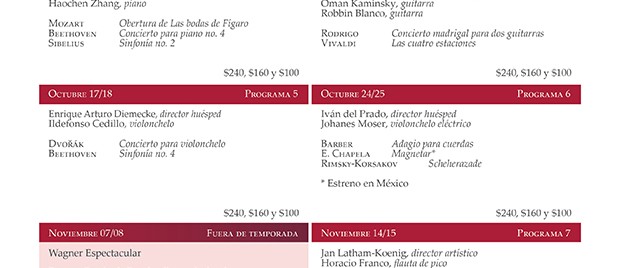 Haochen Zhang, piano
Mozart Obertura de Las bodas de Fígaro
Beethoven Concierto para piano no. 4
Sibelius Sinfonía no. 2
$240, $160 y $100
Oman Kaminsky, guitarra
Robbin Blanco, guitarra
Rodrigo Concierto madrigal para dos guitarras
Vivaldi Las cuatro estaciones
$240, $160 y $100
Octubre 17/18 Programa 5
Enrique Arturo Diemecke, director huésped
Ildefonso Cedillo, violonchelo
Dvořák Concierto para violonchelo
Beethoven Sinfonía no. 4
$240, $160 y $100
Octubre 24/25 Programa 6
Iván del Prado, director huésped
Johanes Moser, violonchelo eléctrico
Barber Adagio para cuerdas
E. Chapela Magnetar*
Rimsky-Korsakov Scheherazade
* Estreno en México
$240, $160 y $100
Noviembre 07/08 Fuera de temporada
Wagner Espectacular
Noviembre 14/15 Programa 7
Jan Latham-Koenig, director artístico
Horacio Franco, flauta de pico